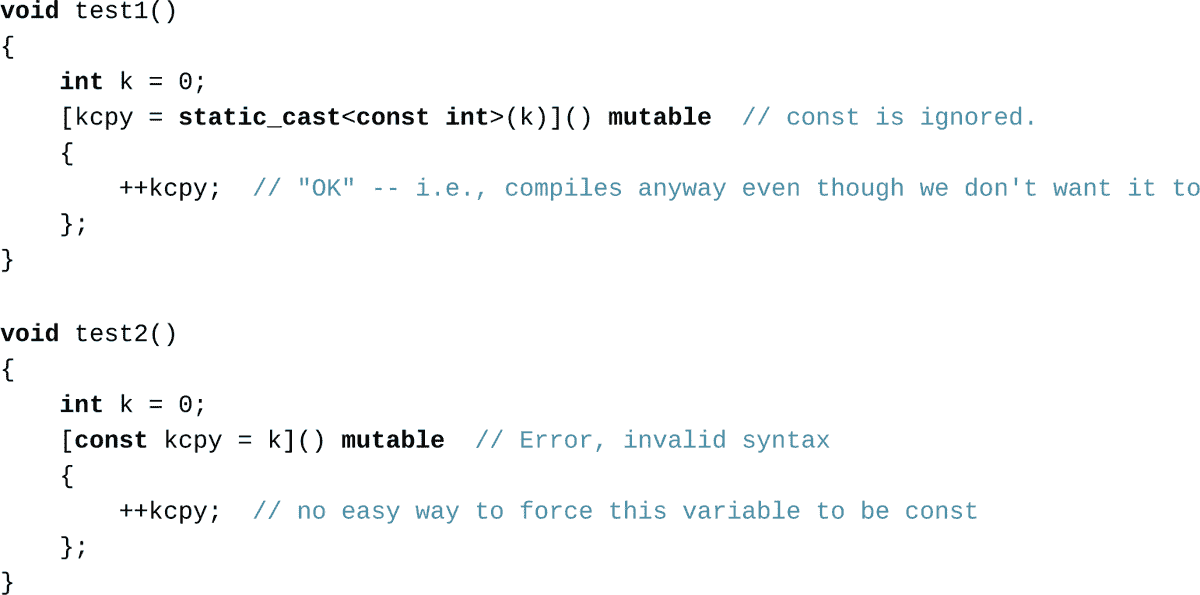 void test1()
{
    int k = 0;
    [kcpy = static_cast<const int>(k)]() mutable  // const is ignored.
    {
        ++kcpy;  // "OK" -- i.e., compiles anyway even though we don't want it to
    };
}

void test2()
{
    int k = 0;
    [const kcpy = k]() mutable  // Error, invalid syntax
    {
        ++kcpy;  // no easy way to force this variable to be const
    };
}